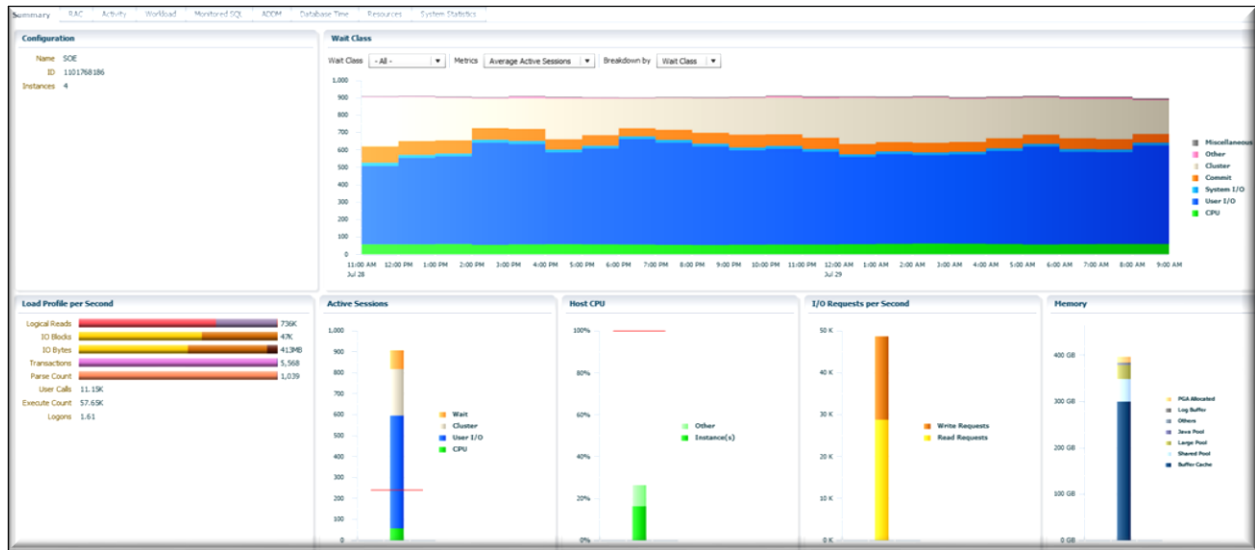 Summary RAC Activity Workload Monitored SQL ADDM Database Time Resources System Statistics
Configuration
Name SOE
ID 1101768186
Instances 4
Wait Class
Wait Class - All - Metrics Average Active Sessions Breakdown by Wait Class
1,000
900
800
700
600
500
400
300
200
100
0
11:00 AM 12:00 PM 1:00 PM 2:00 PM 3:00 PM 4:00 PM 5:00 PM 6:00 PM 7:00 PM 8:00 PM 9:00 PM 10:00 PM 11:00 PM 12:00 AM 1:00 AM 2:00 AM 3:00 AM 4:00 AM 5:00 AM 6:00 AM 7:00 AM 8:00 AM 9:00 AM
Jul 28 Jul 29
Miscellaneous
Other
Cluster
Commit
System I/O
User I/O
CPU
Load Profile per Second
Logical Reads 736K
IO Blocks 47K
IO Bytes 413MB
Transactions 5,568
Parse Count 1,039
User Calls 11.15K
Execute Count 57.65K
Logons 1.61
Active Sessions
1,000
900
800
700
600
500
400
300
200
100
0
Wait
Cluster
User I/O
CPU
Host CPU
100%
80%
60%
40%
20%
0%
Other
Instance(s)
I/O Requests per Second
50 K
40 K
30 K
20 K
10 K
0 K
Write Requests
Read Requests
Memory
400 GB
300 GB
200 GB
100 GB
0 GB
PGA Allocated
Log Buffer
Others
Java Pool
Large Pool
Shared Pool
Buffer Cache